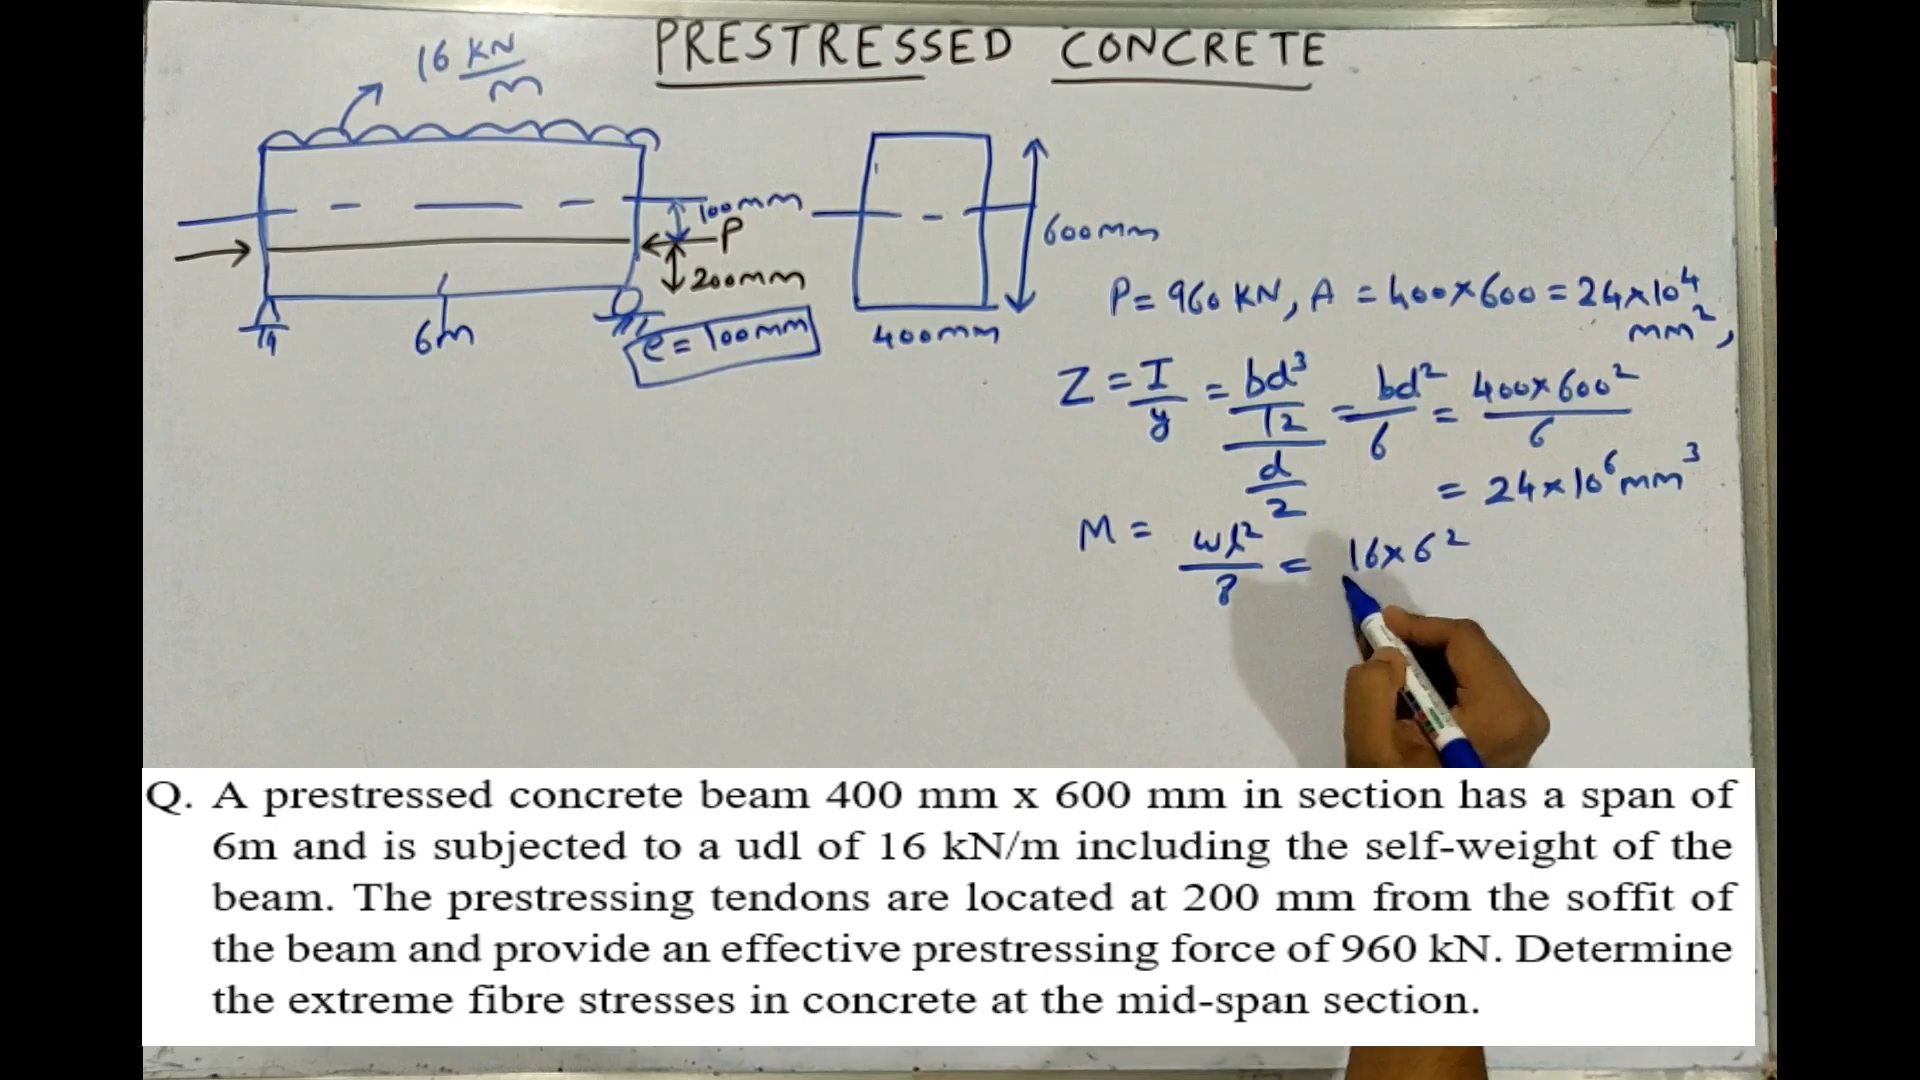 PRESTRESSED CONCRETE
16 KN/m
100mm
P
200mm
6m
e = 100mm
600mm
400mm
P = 960 KN, A = 400×600 = 24×10⁴ mm²,
Z = I/y = (bd³/12)/(d/2) = bd²/6 = 400×600²/6
= 24×10⁶ mm³
M = wl²/8 = 16×6²
Q. A prestressed concrete beam 400 mm x 600 mm in section has a span of
6m and is subjected to a udl of 16 kN/m including the self-weight of the
beam. The prestressing tendons are located at 200 mm from the soffit of
the beam and provide an effective prestressing force of 960 kN. Determine
the extreme fibre stresses in concrete at the mid-span section.